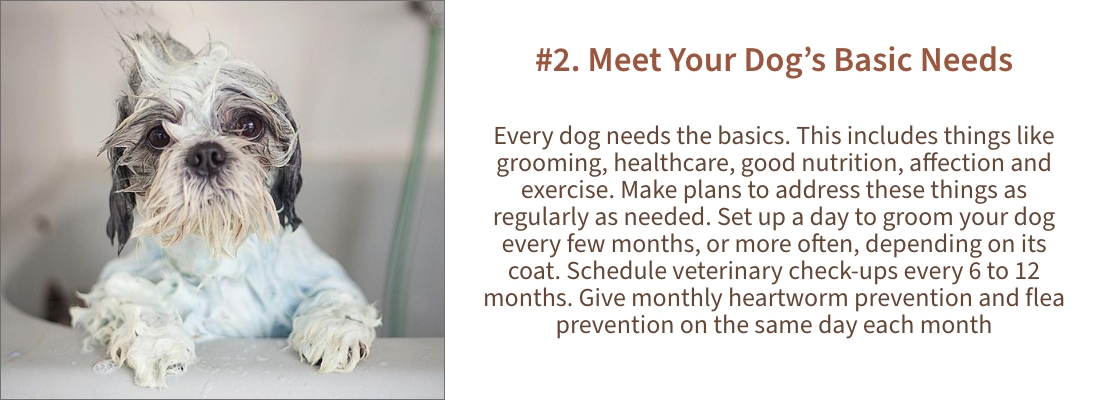 #2. Meet Your Dog’s Basic Needs
Every dog needs the basics. This includes things like
grooming, healthcare, good nutrition, affection and
exercise. Make plans to address these things as
regularly as needed. Set up a day to groom your dog
every few months, or more often, depending on its
coat. Schedule veterinary check-ups every 6 to 12
months. Give monthly heartworm prevention and flea
prevention on the same day each month